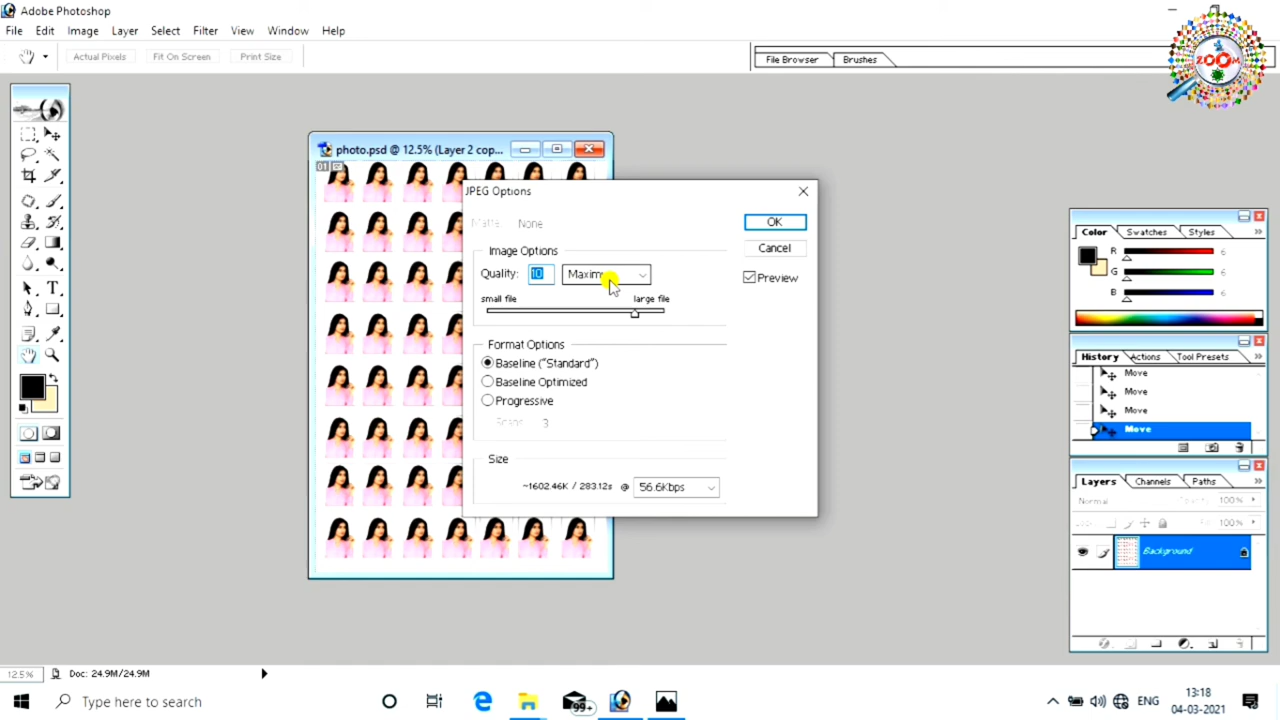 Adobe Photoshop
File Edit Image Layer Select Filter View Window Help
Actual Pixels Fit On Screen Print Size
File Browser Brushes
ZOOM
photo.psd @ 12.5% (Layer 2 cop...
01
JPEG Options
Matte: None
OK
Image Options
Cancel
Quality: 10
Preview
small file large file
Format Options
Baseline ("Standard")
Baseline Optimized
Progressive
Scans: 3
Size
~1602.46K / 283.12s @ 56.6Kbps
Color Swatches Styles
R 6
G 6
B 6
History Actions Tool Presets
Move
Move
Move
Move
Layers Channels Paths
Normal Opacity: 100%
Lock: Fill: 100%
Background
12.5% Doc: 24.9M/24.9M
Type here to search
99+
ENG
13:18
04-03-2021